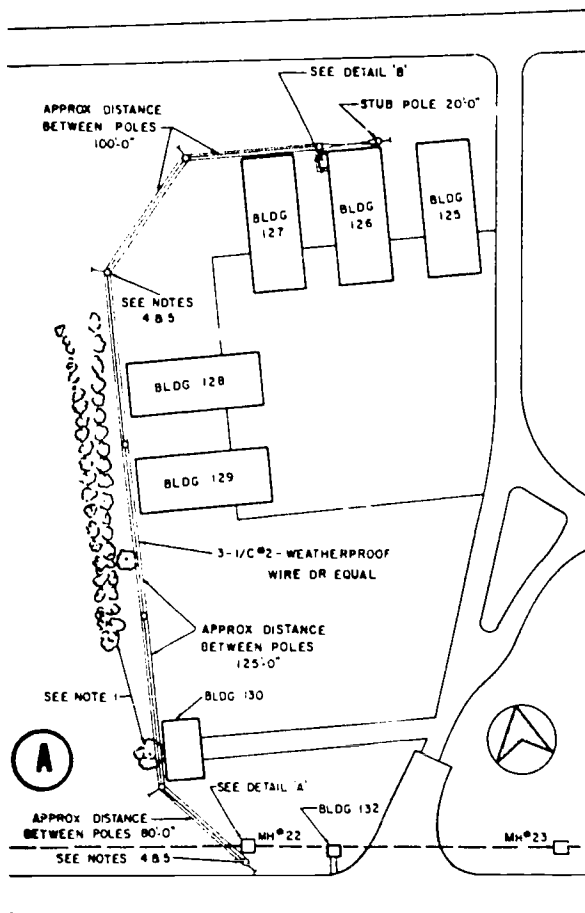 SEE DETAIL 'B'
APPROX DISTANCE
BETWEEN POLES
100'-0"
STUB POLE 20'-0"
BLDG
127
BLDG
126
BLDG
125
SEE NOTES
4 & 5
BLDG 128
BLDG 129
3-1/C #2-WEATHERPROOF
WIRE OR EQUAL
APPROX DISTANCE
BETWEEN POLES
125'-0"
SEE NOTE 1
BLDG 130
A
SEE DETAIL 'A'
BLDG 132
APPROX DISTANCE
BETWEEN POLES 80'-0"
MH#22
MH#23
SEE NOTES 4 & 5